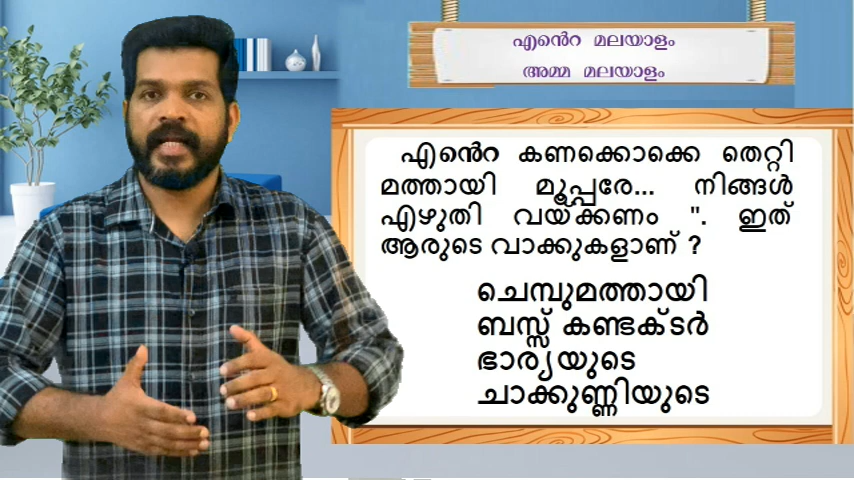 എൻെറ മലയാളം
അമ്മ മലയാളം
എൻെറ കണക്കൊക്കെ തെറ്റി
മത്തായി മൂപ്പരേ... നിങ്ങൾ
എഴുതി വയ്ക്കണം ". ഇത്
ആരുടെ വാക്കുകളാണ് ?
ചെമ്പുമത്തായി
ബസ്സ് കണ്ടക്ടർ
ഭാര്യയുടെ
ചാക്കുണ്ണിയുടെ